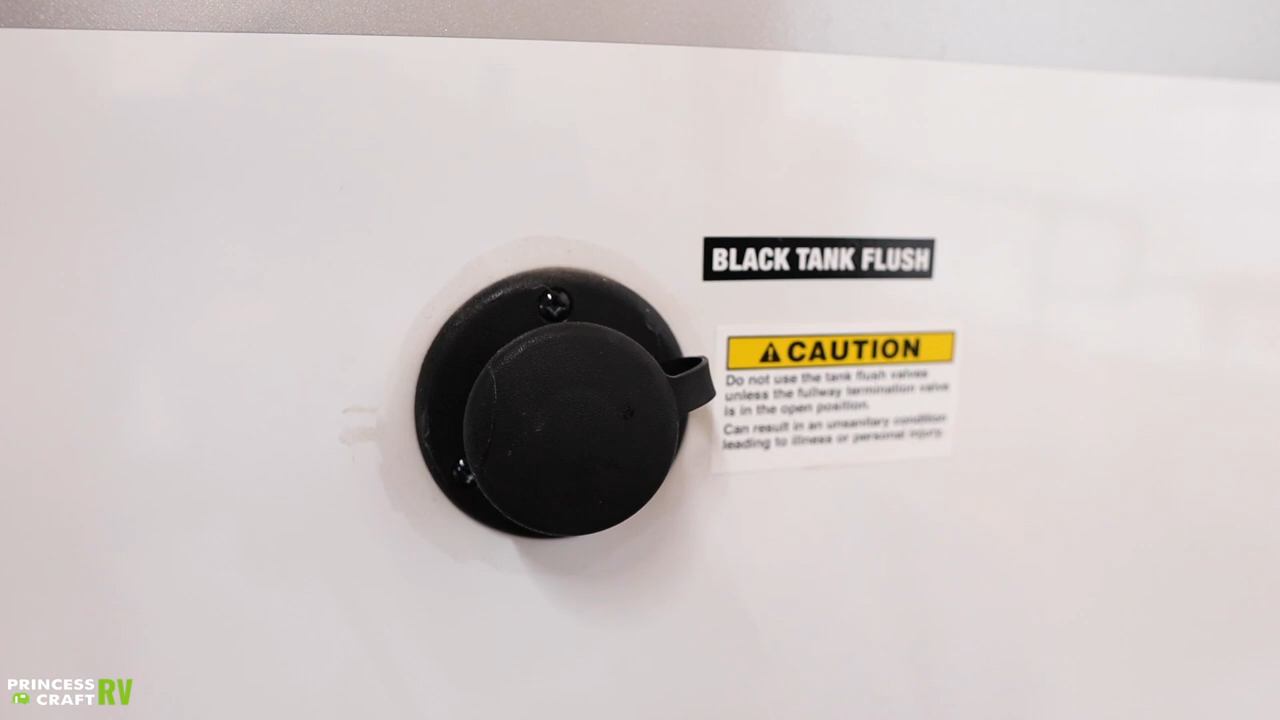 BLACK TANK FLUSH
CAUTION
Do not use the tank flush valves
unless the fullway termination valve
is in the open position.
Can result in an unsanitary condition
leading to illness or personal injury.
PRINCESS
CRAFT RV